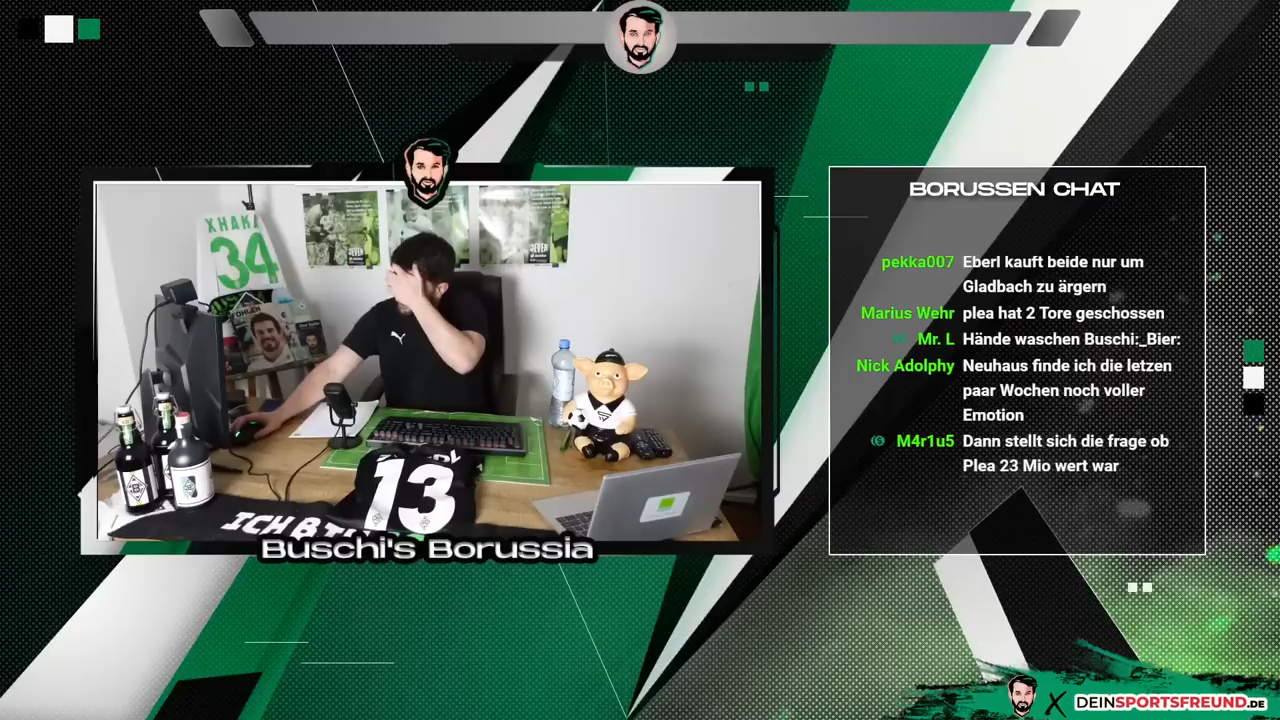 BORUSSEN CHAT
XHAKA
34
pekka007 Eberl kauft beide nur um
Gladbach zu ärgern
Marius Wehr plea hat 2 Tore geschossen
Mr. L Hände waschen Buschi:_Bier:
Nick Adolphy Neuhaus finde ich die letzen
paar Wochen noch voller
Emotion
M4r1u5 Dann stellt sich die frage ob
Plea 23 Mio wert war
13
ICH B
Buschi's Borussia
X DEINSPORTSFREUND.DE